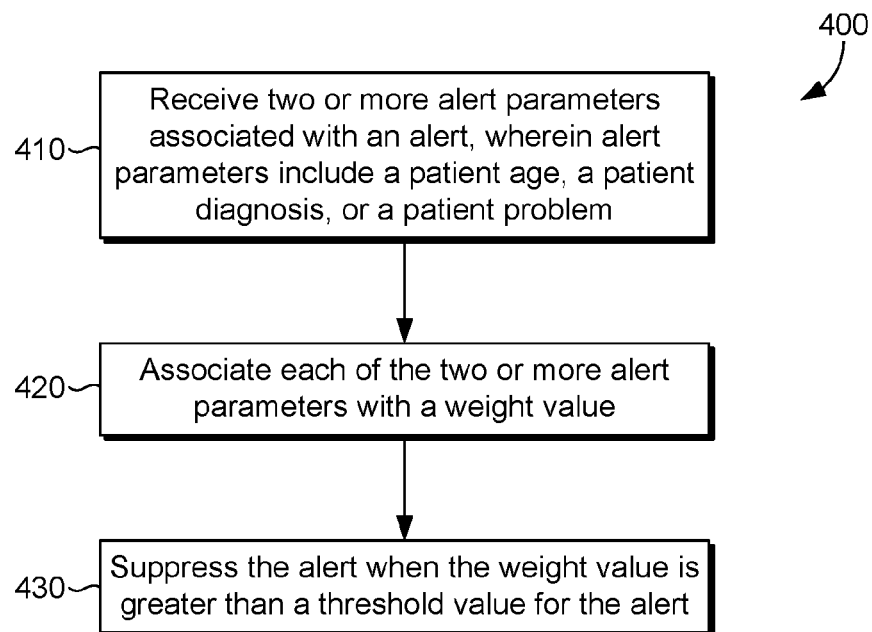 400
410
Receive two or more alert parameters
associated with an alert, wherein alert
parameters include a patient age, a patient
diagnosis, or a patient problem
420
Associate each of the two or more alert
parameters with a weight value
430
Suppress the alert when the weight value is
greater than a threshold value for the alert